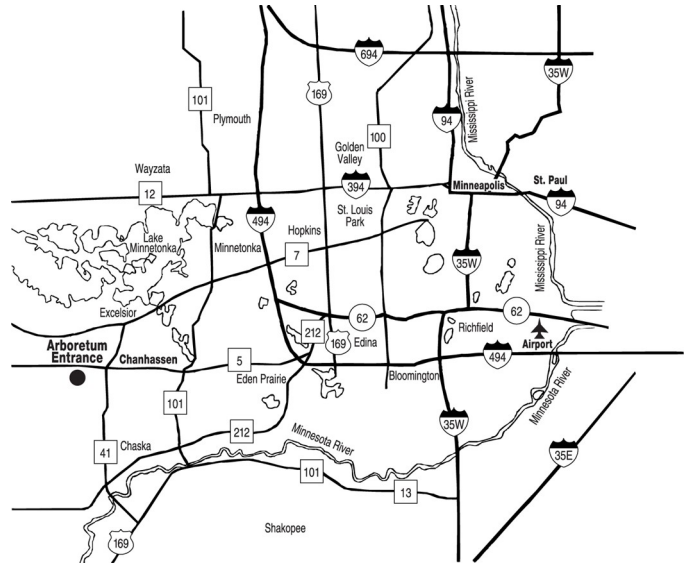 694
35W
169
101
Mississippi River
94
Plymouth
100
Golden
Valley
Wayzata
12
394
Minneapolis
St. Paul
94
St. Louis
Park
494
Hopkins
Lake
Minnetonka
Minnetonka
7
35W
Mississippi River
Excelsior
62
62
212
169
Edina
Richfield
Airport
Arboretum
Entrance
Chanhassen
5
494
Eden Prairie
Bloomington
101
Minnesota River
35W
212
Minnesota River
Chaska
41
35E
101
13
Shakopee
169